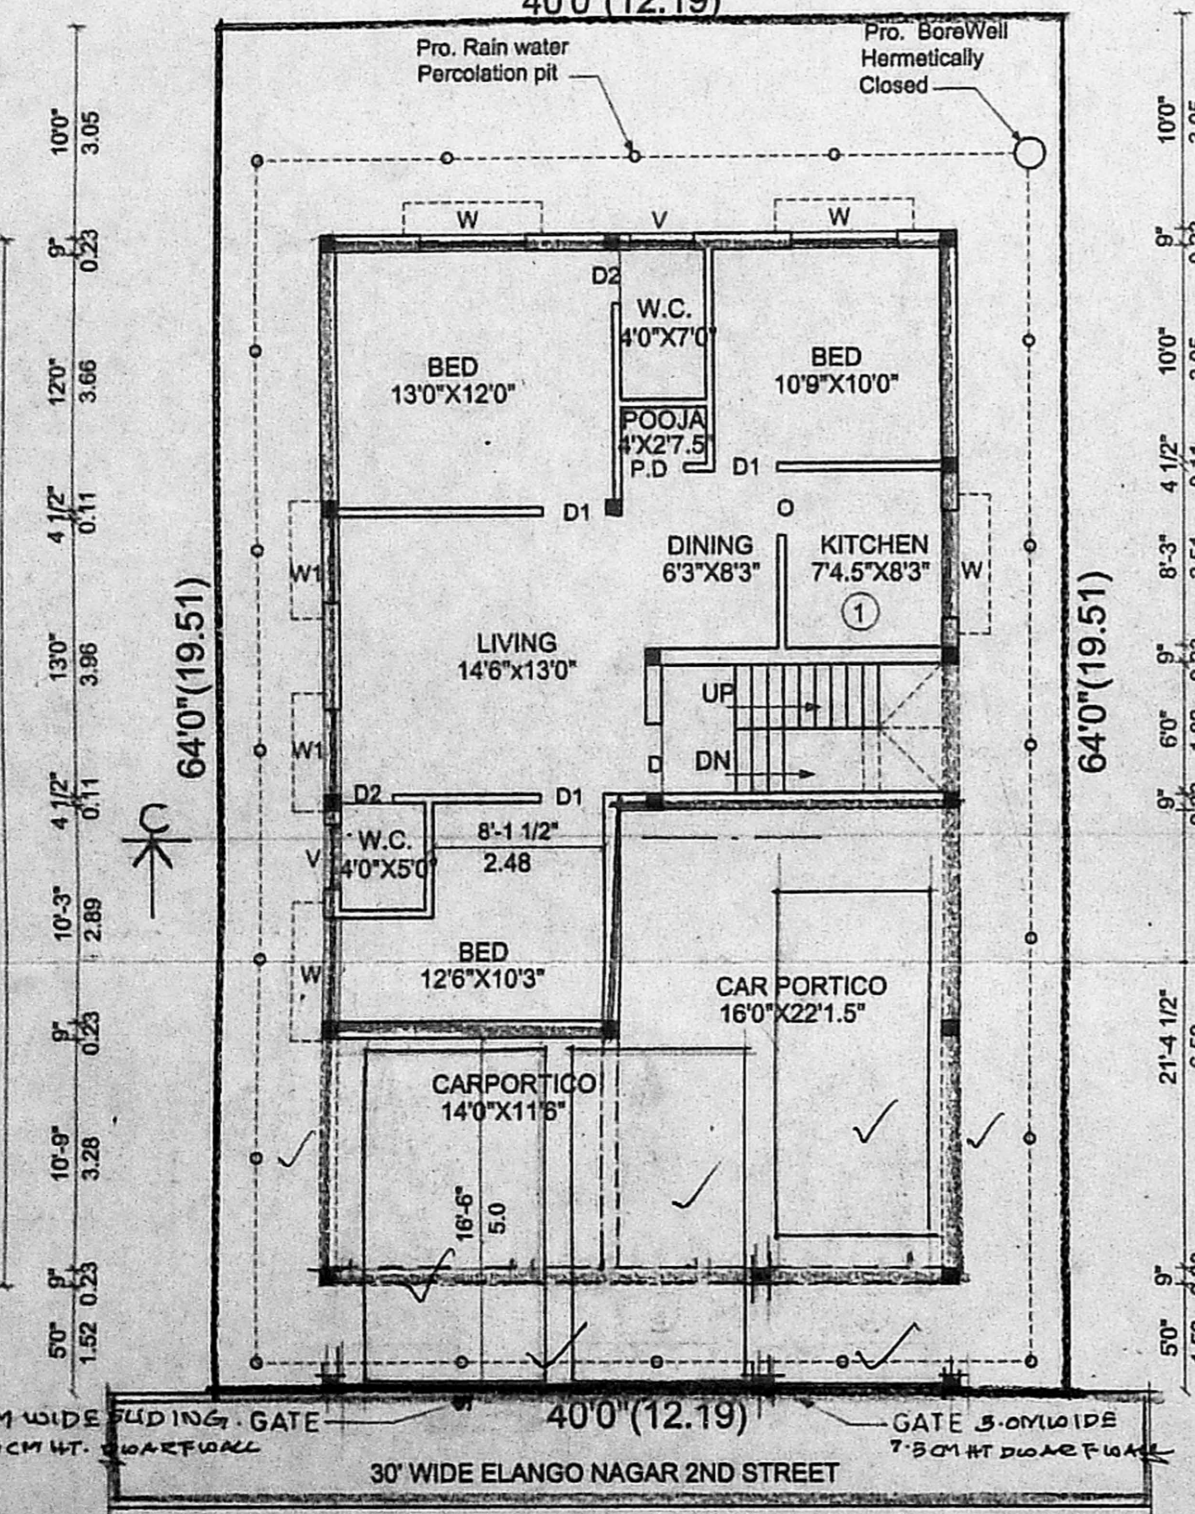 40'0"(12.19)
Pro. Rain water
Percolation pit
Pro. BoreWell
Hermetically
Closed
10'0"
3.05
10'0"
W
V
W
9"
0.23
9"
D2
W.C.
4'0"X7'0"
BED
13'0"X12'0"
BED
10'9"X10'0"
12'0"
3.66
10'0"
POOJA
4'X2'7.5"
P.D
D1
4 1/2"
0.11
4 1/2"
D1
DINING
6'3"X8'3"
KITCHEN
7'4.5"X8'3"
1
W1
W
8'-3"
LIVING
14'6"x13'0"
13'0"
3.96
64'0"(19.51)
64'0"(19.51)
9"
UP
W1
D
DN
6'0"
D2
D1
4 1/2"
0.11
9"
8'-1 1/2"
2.48
W.C.
4'0"X5'0"
V
10'-3"
2.89
BED
12'6"X10'3"
W
CAR PORTICO
16'0"X22'1.5"
9"
0.23
21'-4 1/2"
CARPORTICO
14'0"X11'6"
10'-9"
3.28
16'-6"
5.0
9"
0.23
9"
5'0"
1.52
5'0"
M WIDE SLIDING. GATE
CM HT. DWARFWALL
40'0"(12.19)
GATE 3.0MWIDE
7.5CM HT DWARFWALL
30' WIDE ELANGO NAGAR 2ND STREET